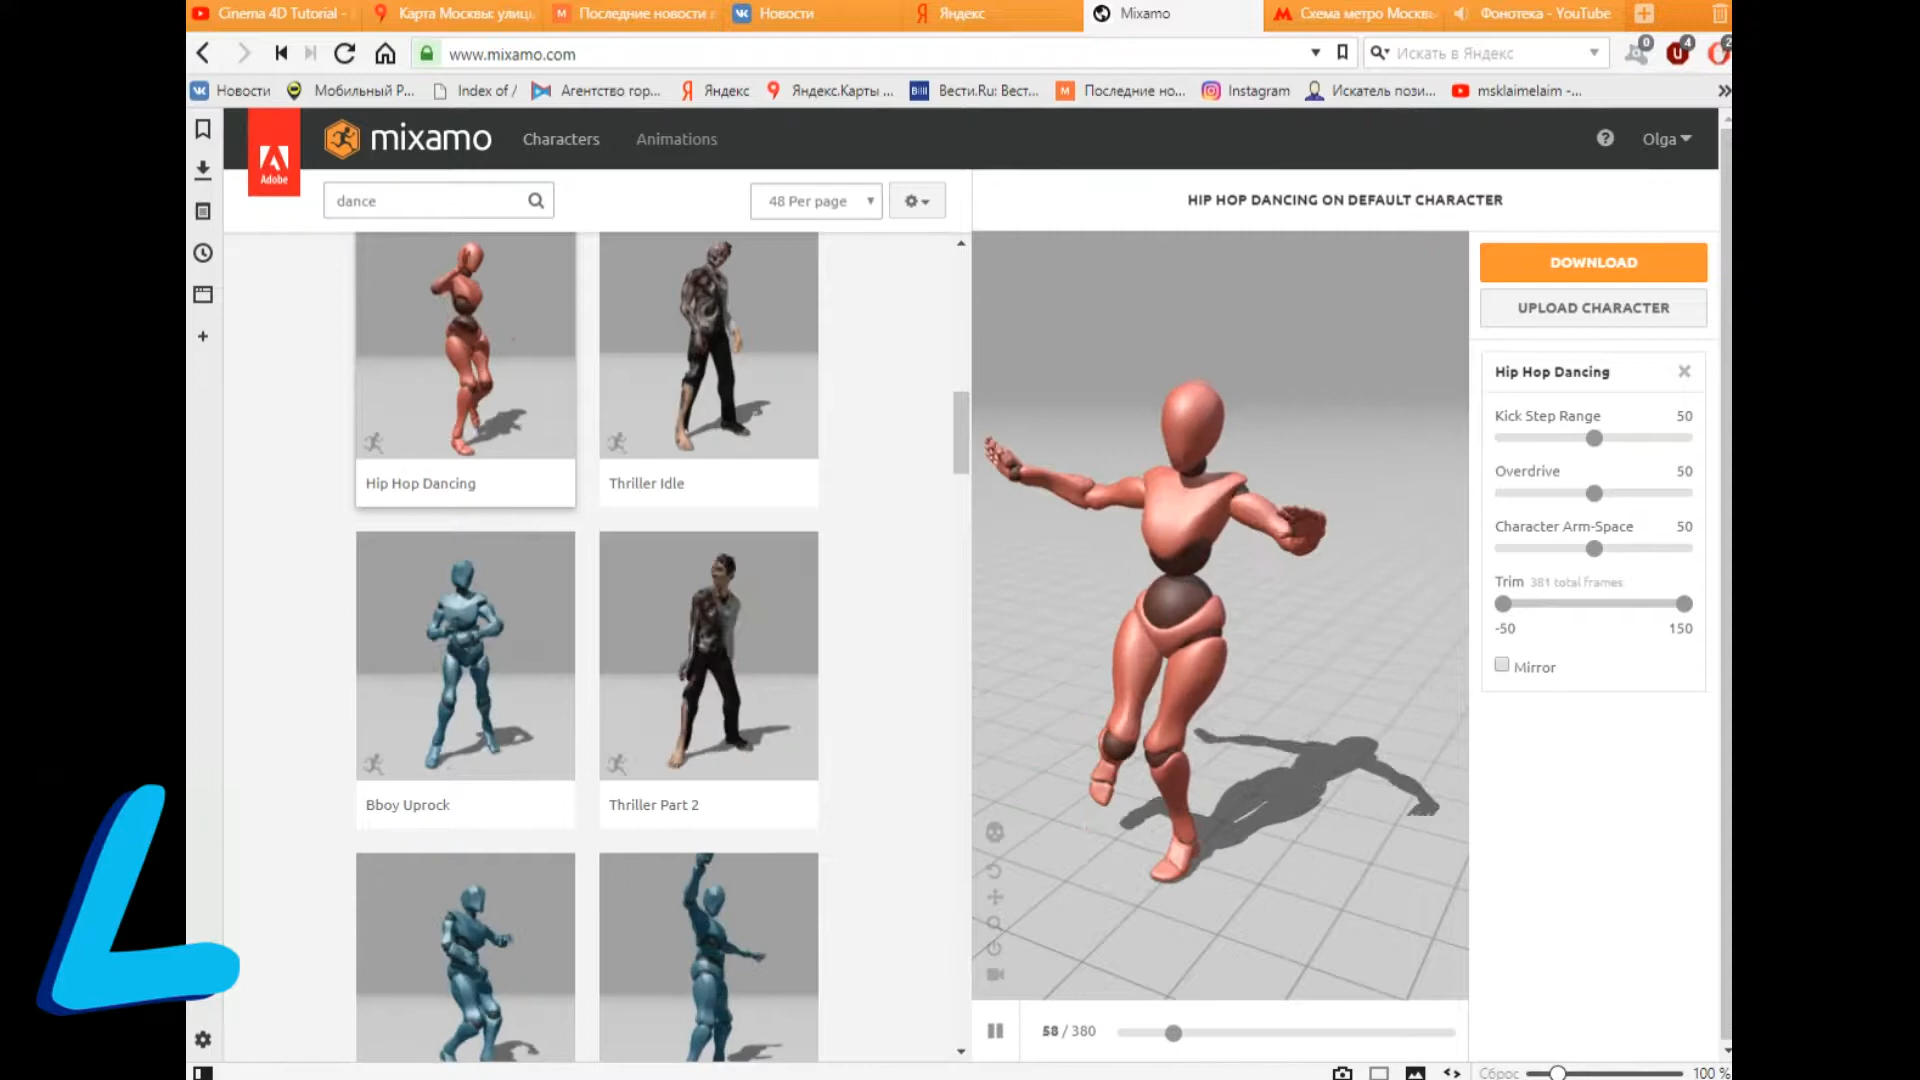 Cinema 4D Tutorial -
Карта Москвы: улиц
Последние новости
Новости
Яндекс
Mixamo
Схема метро Москв
Фонотека - YouTube
www.mixamo.com
Искать в Яндекс
0
4
2
Новости
Мобильный Р...
Index of /
Агентство гор...
Яндекс
Яндекс.Карты ...
Вести.Ru: Вест...
Последние но...
Instagram
Искатель пози...
msklaimelaim -...
Adobe
mixamo
Characters
Animations
Olga
dance
48 Per page
HIP HOP DANCING ON DEFAULT CHARACTER
DOWNLOAD
UPLOAD CHARACTER
Hip Hop Dancing
Kick Step Range 50
Overdrive 50
Character Arm-Space 50
Trim 381 total frames
-50 150
Mirror
Hip Hop Dancing
Thriller Idle
Bboy Uprock
Thriller Part 2
58 / 380
L
Сброс
100 %